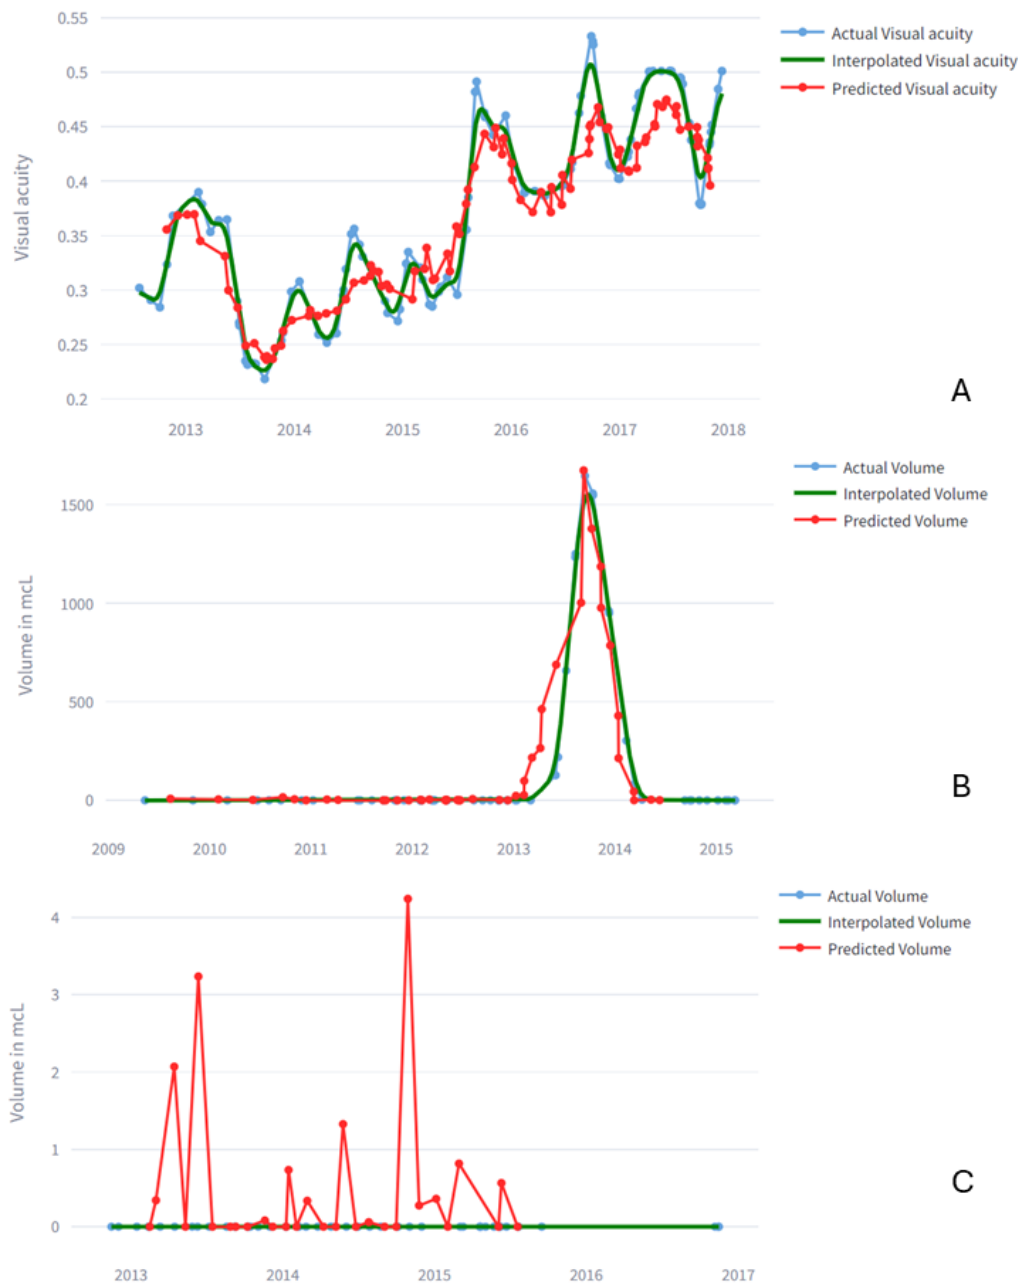 0.55
0.5
0.45
0.4
0.35
0.3
0.25
0.2
Visual acuity
2013 2014 2015 2016 2017 2018
Actual Visual acuity
Interpolated Visual acuity
Predicted Visual acuity
A
1500
1000
500
0
Volume in mcL
2009 2010 2011 2012 2013 2014 2015
Actual Volume
Interpolated Volume
Predicted Volume
B
4
3
2
1
0
Volume in mcL
2013 2014 2015 2016 2017
Actual Volume
Interpolated Volume
Predicted Volume
C